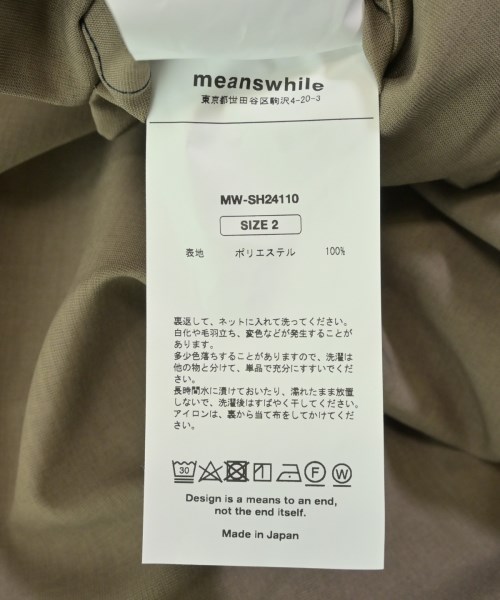 meanswhile
東京都世田谷区駒沢4-20-3
MW-SH24110
SIZE 2
表地 ポリエステル 100%
裏返して、ネットに入れて洗ってください。
白化や毛羽立ち、変色などが発生することが
あります。
多少色落ちすることがありますので、洗濯は
他の物と分けて、単品で充分にすすいでくだ
さい。
長時間水に漬けておいたり、濡れたまま放置
しないで、洗濯後はすばやく干してください。
アイロンは、裏から当て布をしてかけてくだ
さい。
30 F W
Design is a means to an end,
not the end itself.
Made in Japan